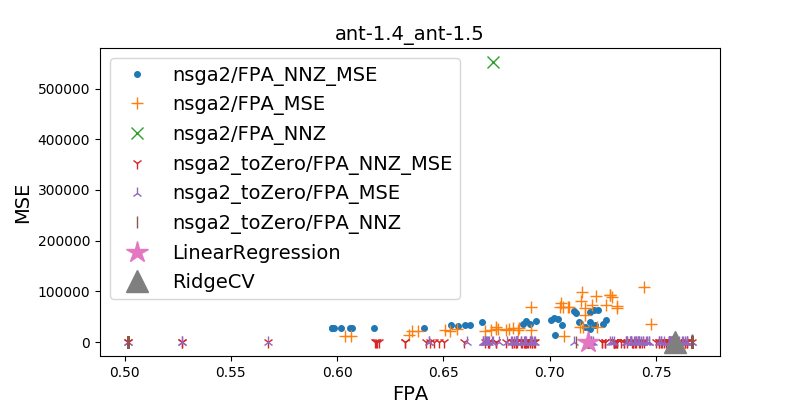 ant-1.4_ant-1.5
500000
400000
300000
200000
100000
0
MSE
nsga2/FPA_NNZ_MSE
nsga2/FPA_MSE
nsga2/FPA_NNZ
nsga2_toZero/FPA_NNZ_MSE
nsga2_toZero/FPA_MSE
nsga2_toZero/FPA_NNZ
LinearRegression
RidgeCV
0.50 0.55 0.60 0.65 0.70 0.75
FPA